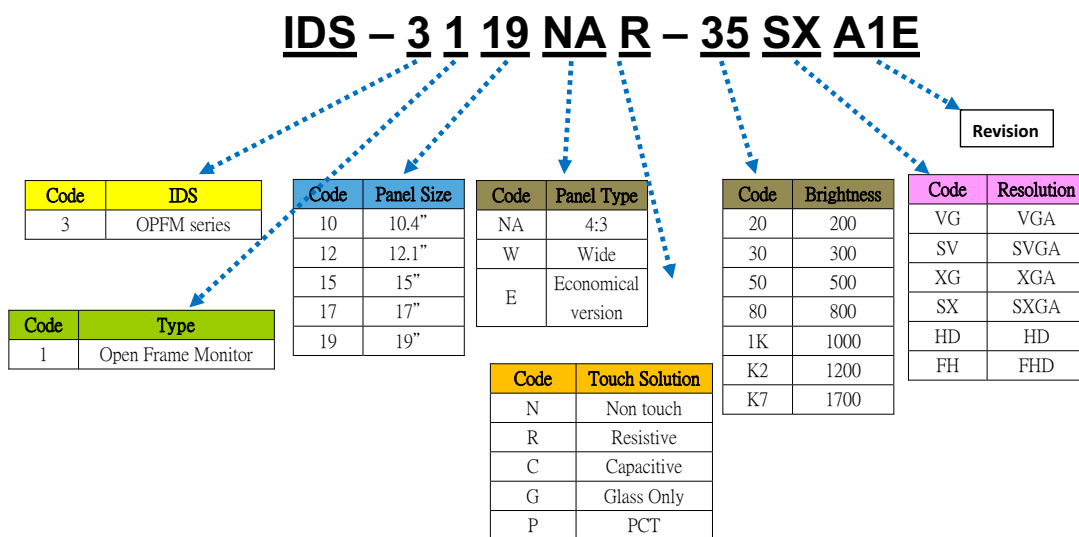 IDS – 3 1 19 NA R – 35 SX A1E
Revision
Code IDS
3 OPFM series
Code Type
1 Open Frame Monitor
Code Panel Size
10 10.4”
12 12.1”
15 15”
17 17”
19 19”
Code Panel Type
NA 4:3
W Wide
E Economical
version
Code Touch Solution
N Non touch
R Resistive
C Capacitive
G Glass Only
P PCT
Code Brightness
20 200
30 300
50 500
80 800
1K 1000
K2 1200
K7 1700
Code Resolution
VG VGA
SV SVGA
XG XGA
SX SXGA
HD HD
FH FHD